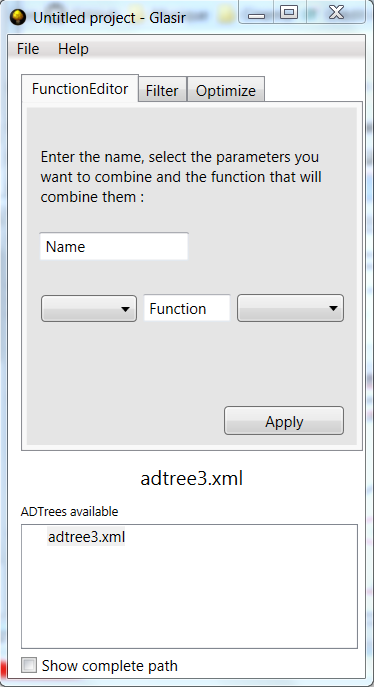 Untitled project - Glasir
File Help
FunctionEditor Filter Optimize
Enter the name, select the parameters you
want to combine and the function that will
combine them :
Name
Function
Apply
adtree3.xml
ADTrees available
adtree3.xml
Show complete path